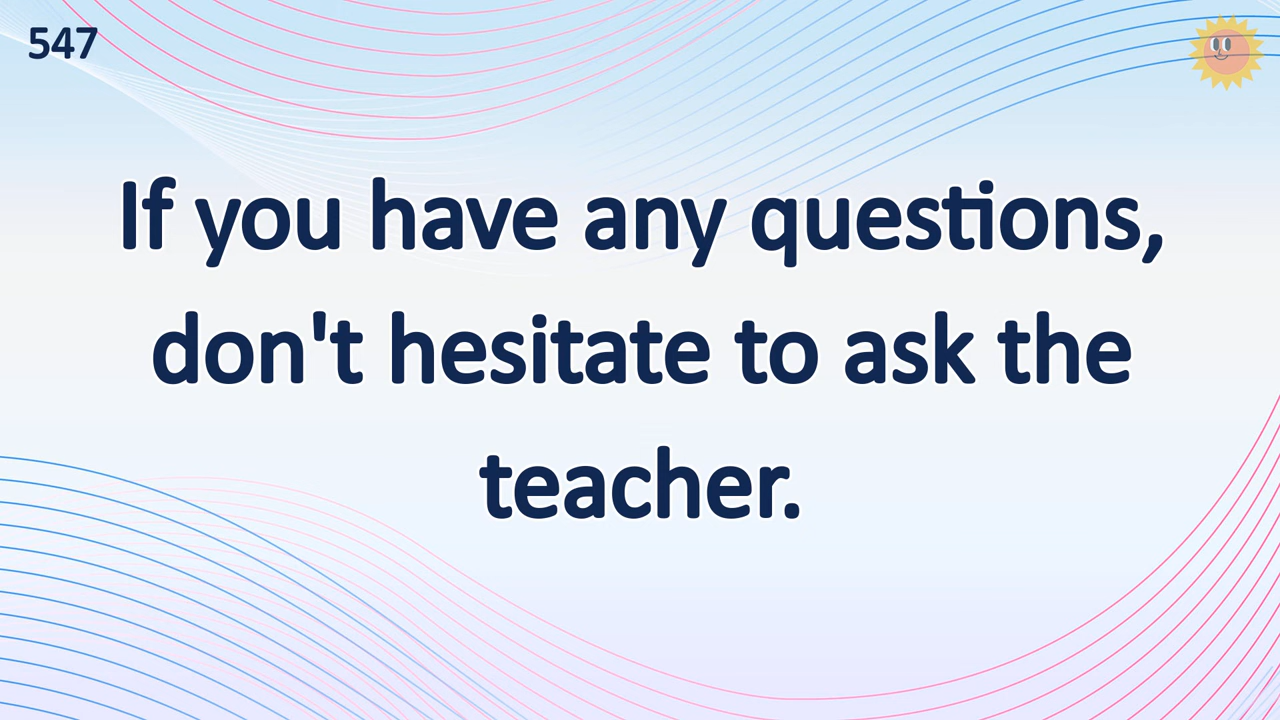 547
If you have any questions,
don't hesitate to ask the
teacher.